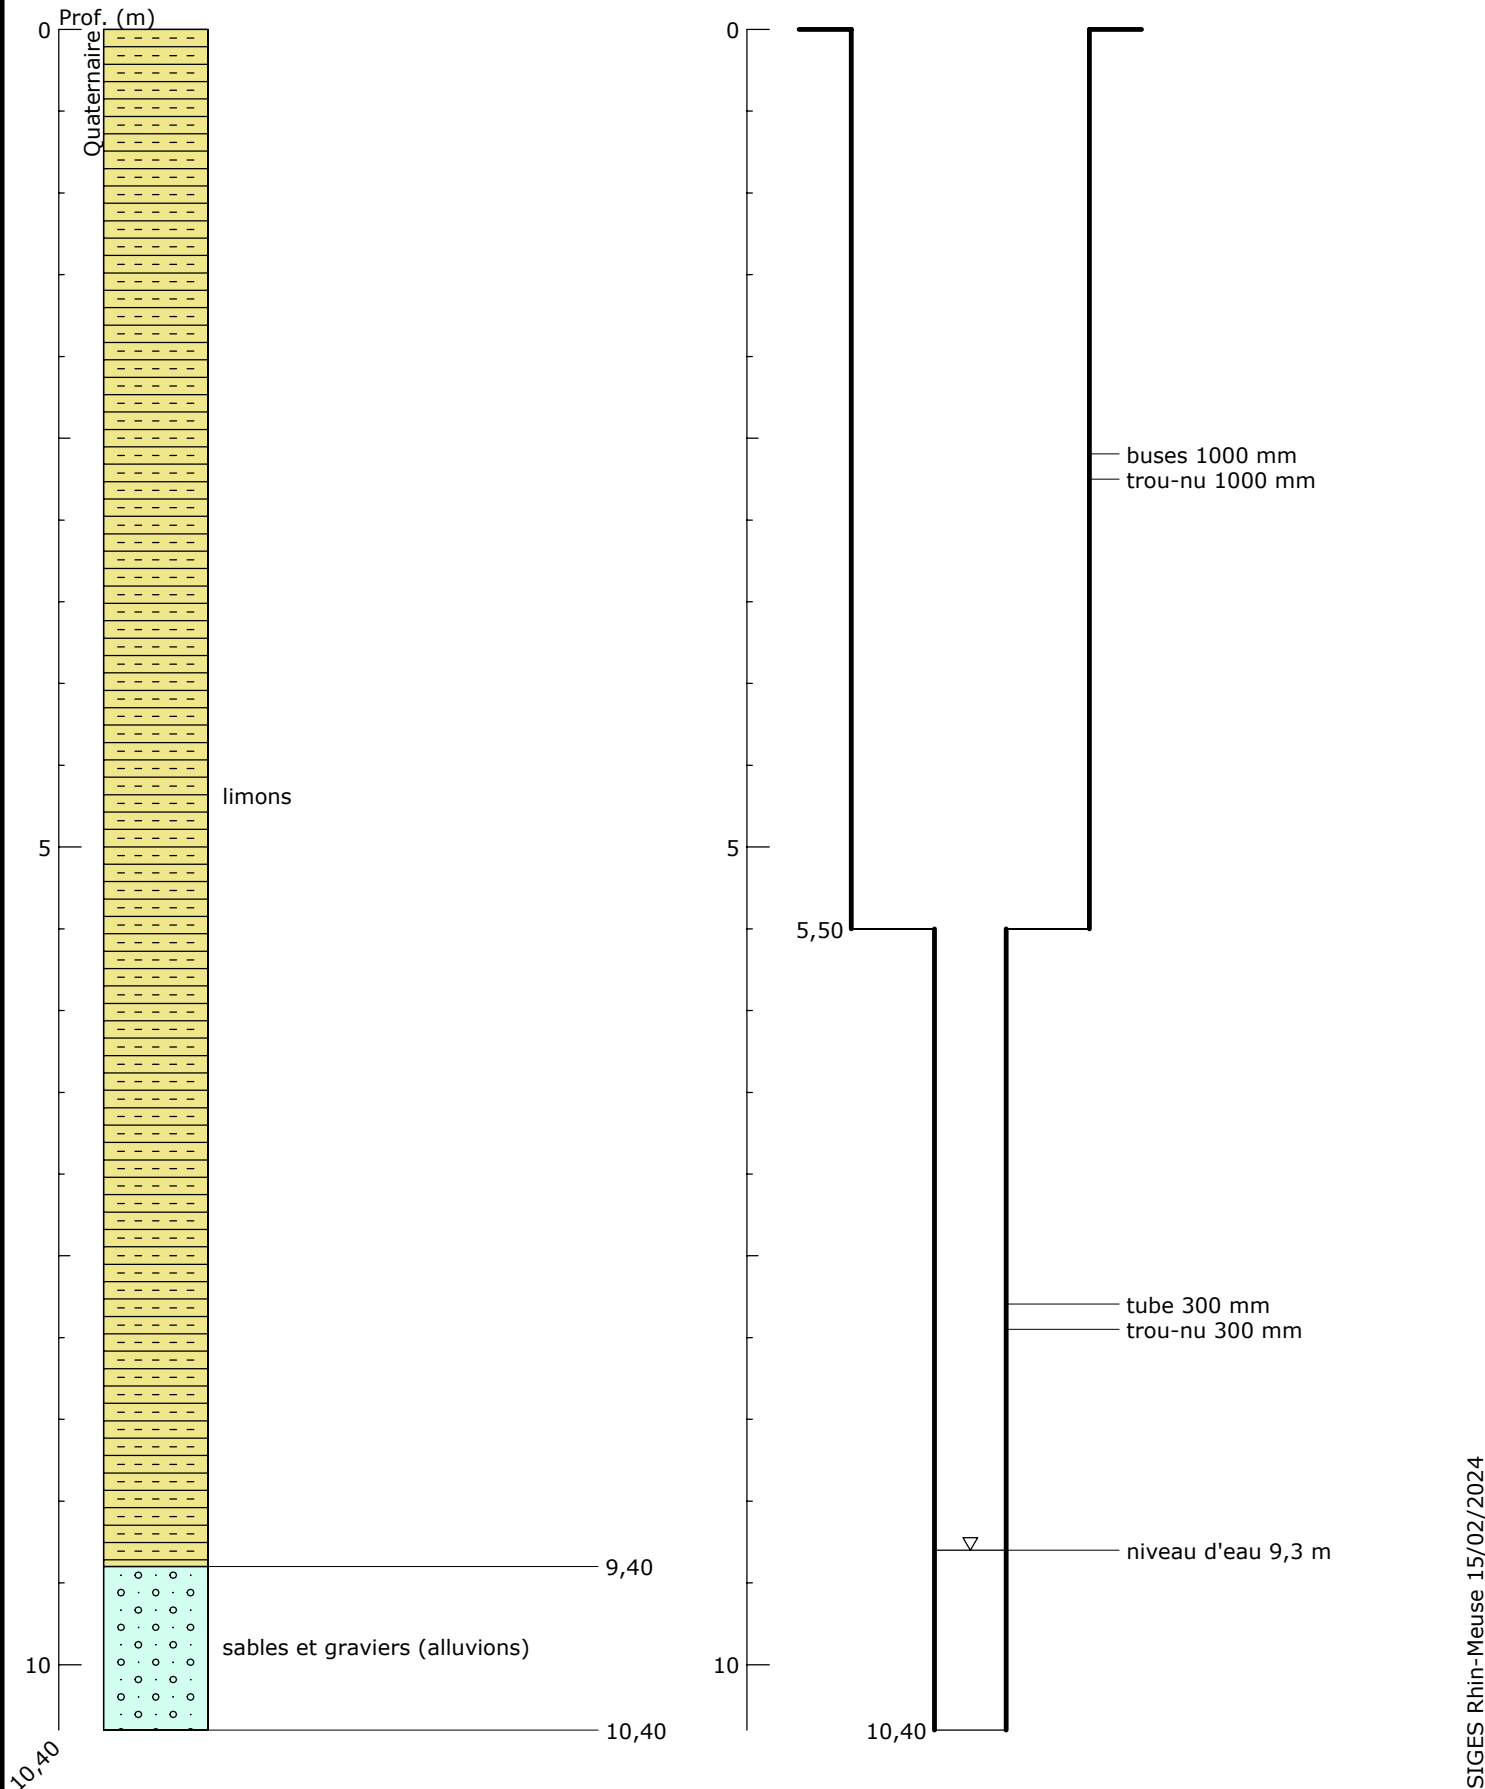 Prof. (m)
0
Quaternaire
limons
5
9,40
sables et graviers (alluvions)
10
10,40
10,40
0
buses 1000 mm
trou-nu 1000 mm
5
5,50
tube 300 mm
trou-nu 300 mm
niveau d'eau 9,3 m
10
10,40
SIGES Rhin-Meuse 15/02/2024